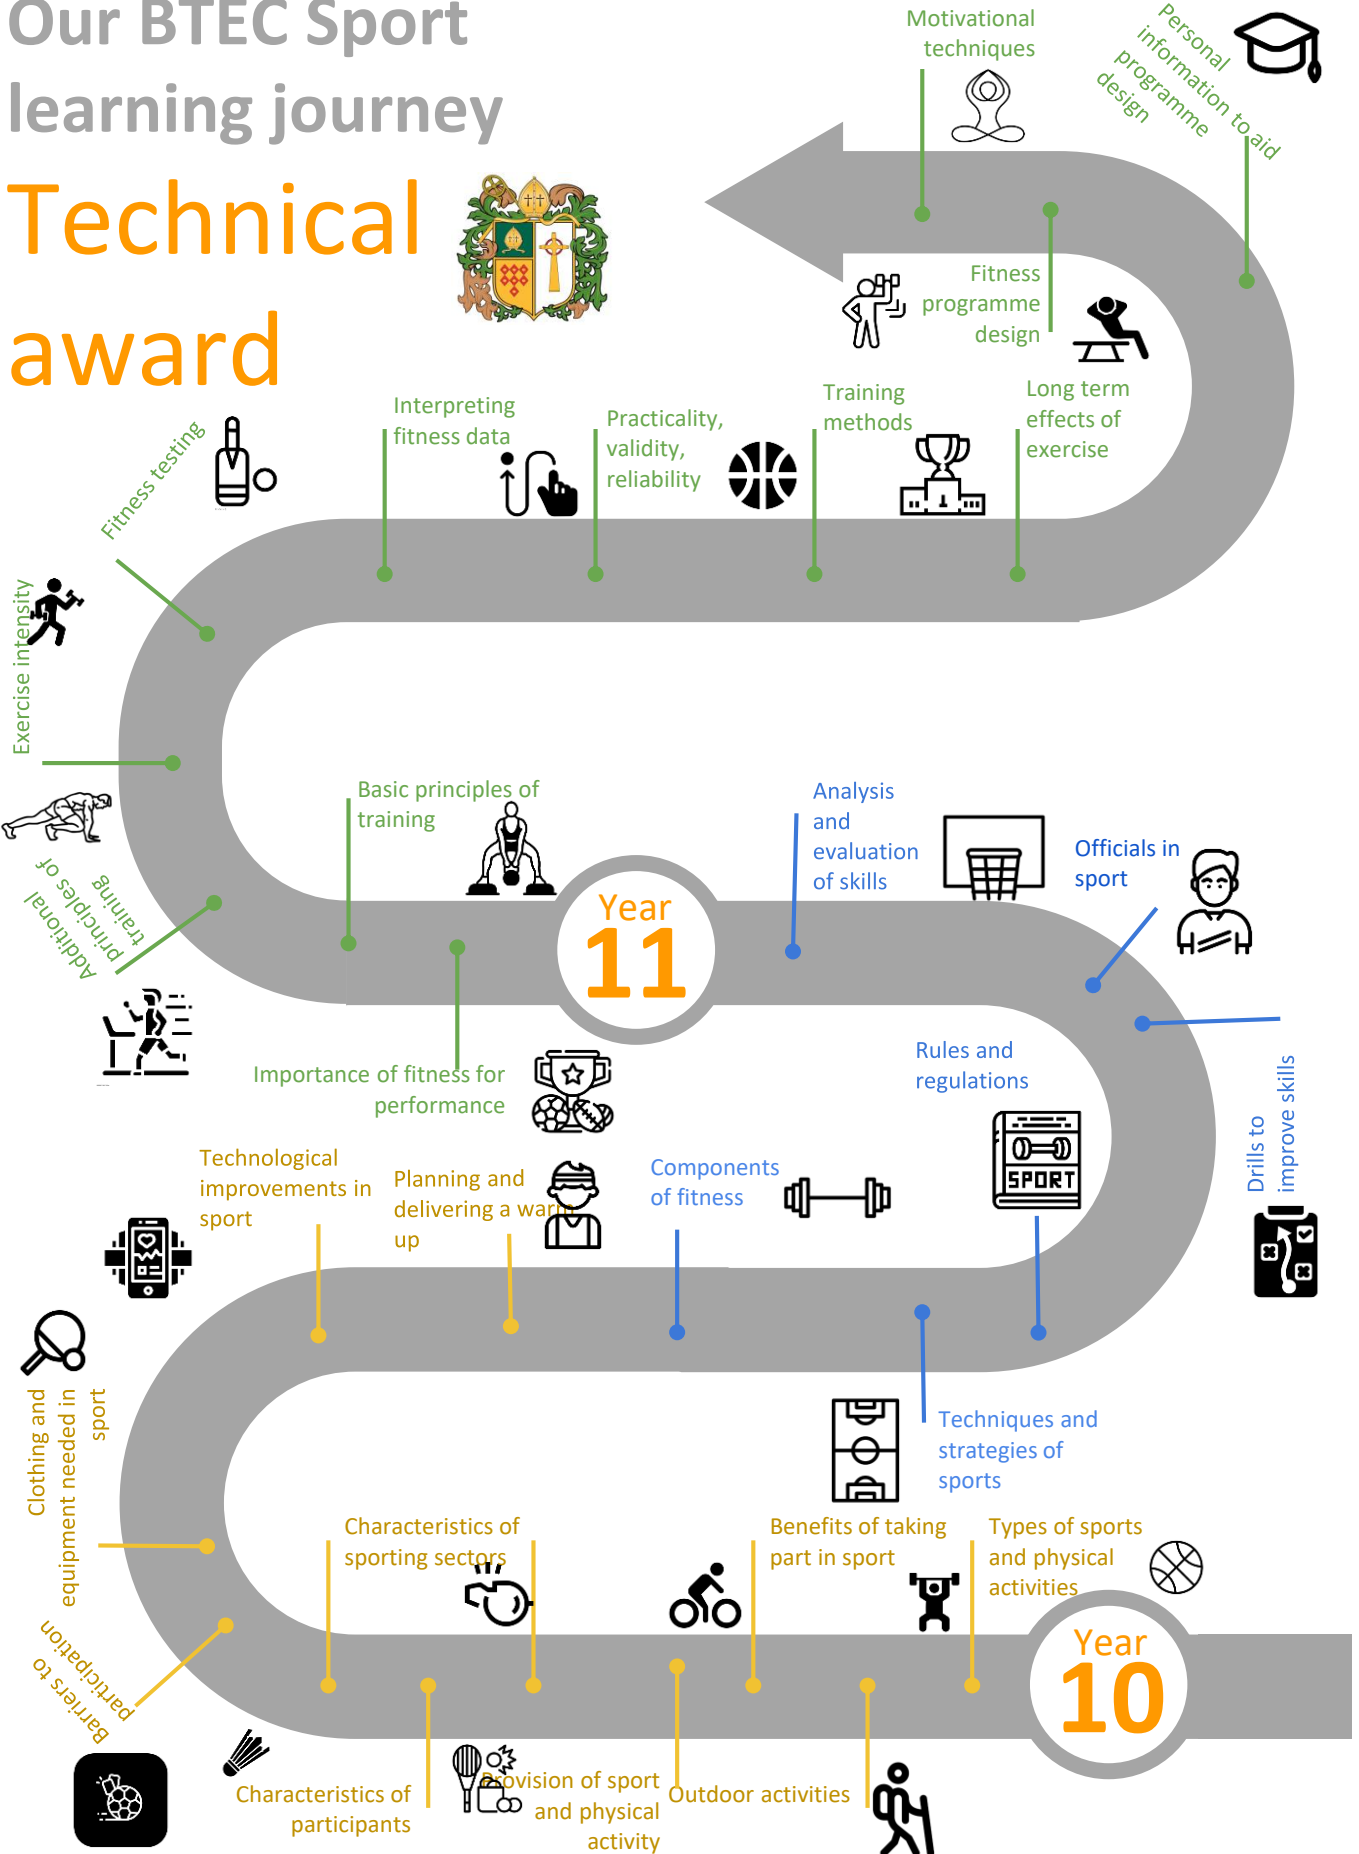 Our BTEC Sport
learning journey
Technical
award
Motivational
techniques
Personal
information to aid
programme
design
Fitness
programme
design
Interpreting
fitness data
Practicality,
validity,
reliability
Training
methods
Long term
effects of
exercise
Fitness testing
Exercise intensity
Additional
principles of
training
Basic principles of
training
Year
11
Analysis
and
evaluation
of skills
Officials in
sport
Importance of fitness for
performance
Rules and
regulations
SPORT
Drills to
improve skills
Technological
improvements in
sport
Planning and
delivering a warm
up
Components
of fitness
Techniques and
strategies of
sports
Clothing and
equipment needed in
sport
Barriers to
participation
Characteristics of
sporting sectors
Benefits of taking
part in sport
Types of sports
and physical
activities
Year
10
Characteristics of
participants
Provision of sport
and physical
activity
Outdoor activities